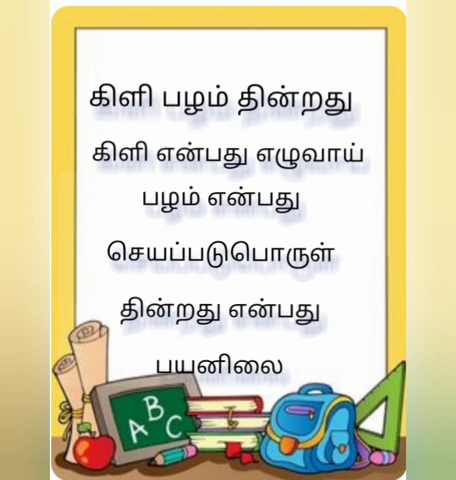 கிளி பழம் தின்றது
கிளி என்பது எழுவாய்
பழம் என்பது
செயப்படுபொருள்
தின்றது என்பது
பயனிலை
A B C